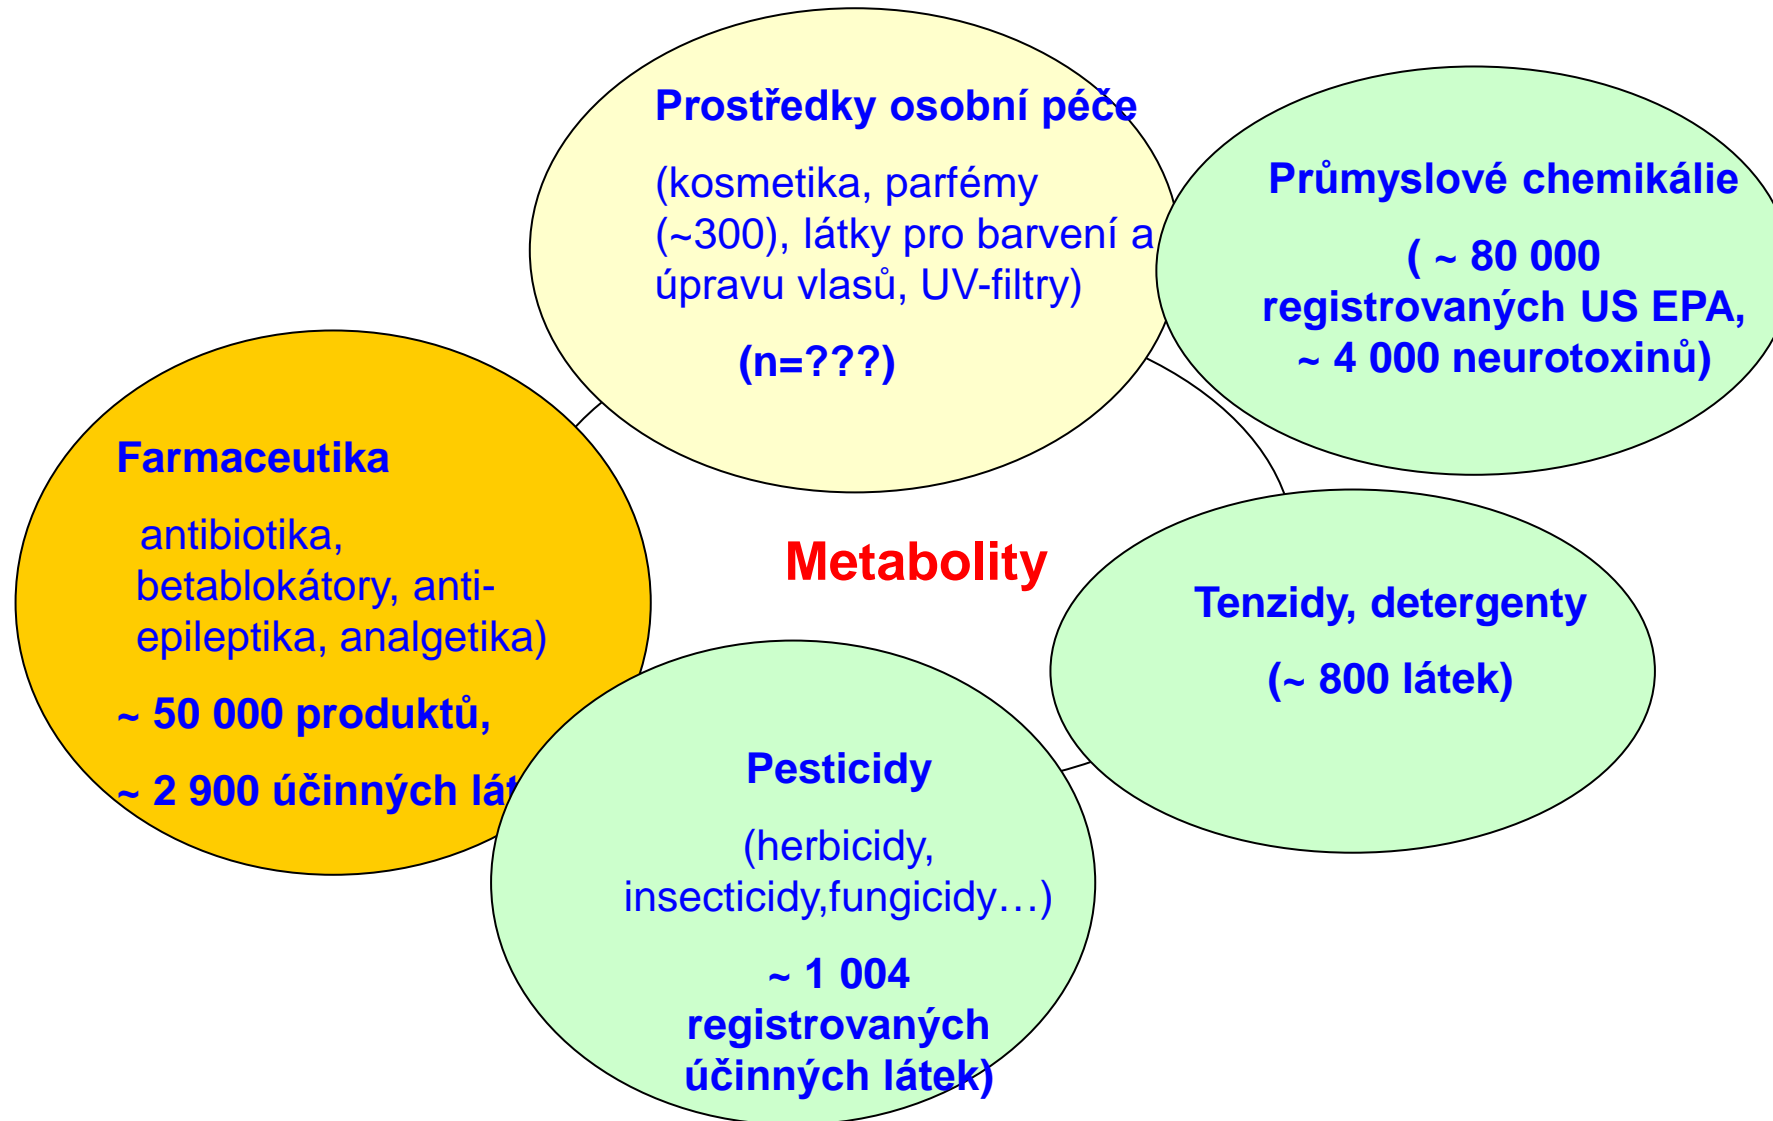 Prostředky osobní péče
(kosmetika, parfémy
(~300), látky pro barvení a
úpravu vlasů, UV-filtry)
(n=???)
Průmyslové chemikálie
( ~ 80 000
registrovaných US EPA,
~ 4 000 neurotoxinů)
Farmaceutika
antibiotika,
betablokátory, anti-
epileptika, analgetika)
~ 50 000 produktů,
~ 2 900 účinných
Metabolity
Tenzidy, detergenty
(~ 800 látek)
Pesticidy
(herbicidy,
insecticidy,fungicidy…)
~ 1 004
registrovaných
účinných látek)